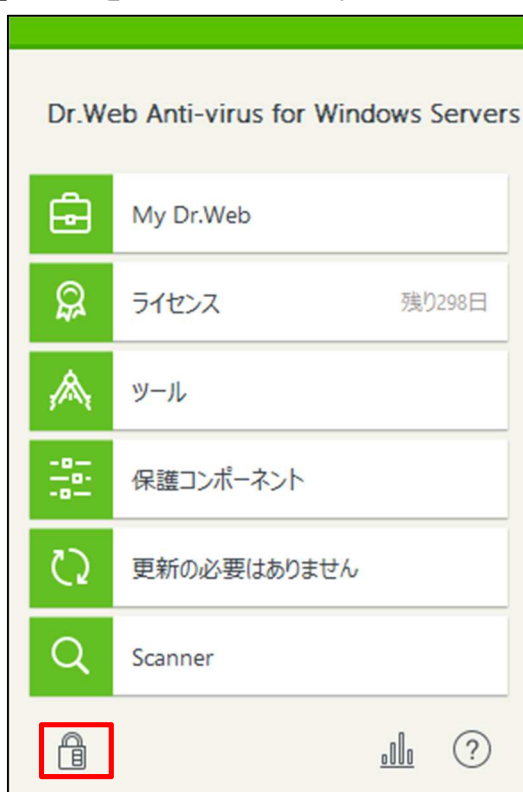 Dr.Web Anti-virus for Windows Servers
My Dr.Web
ライセンス 残り298日
ツール
保護コンポーネント
更新の必要はありません
Scanner
?